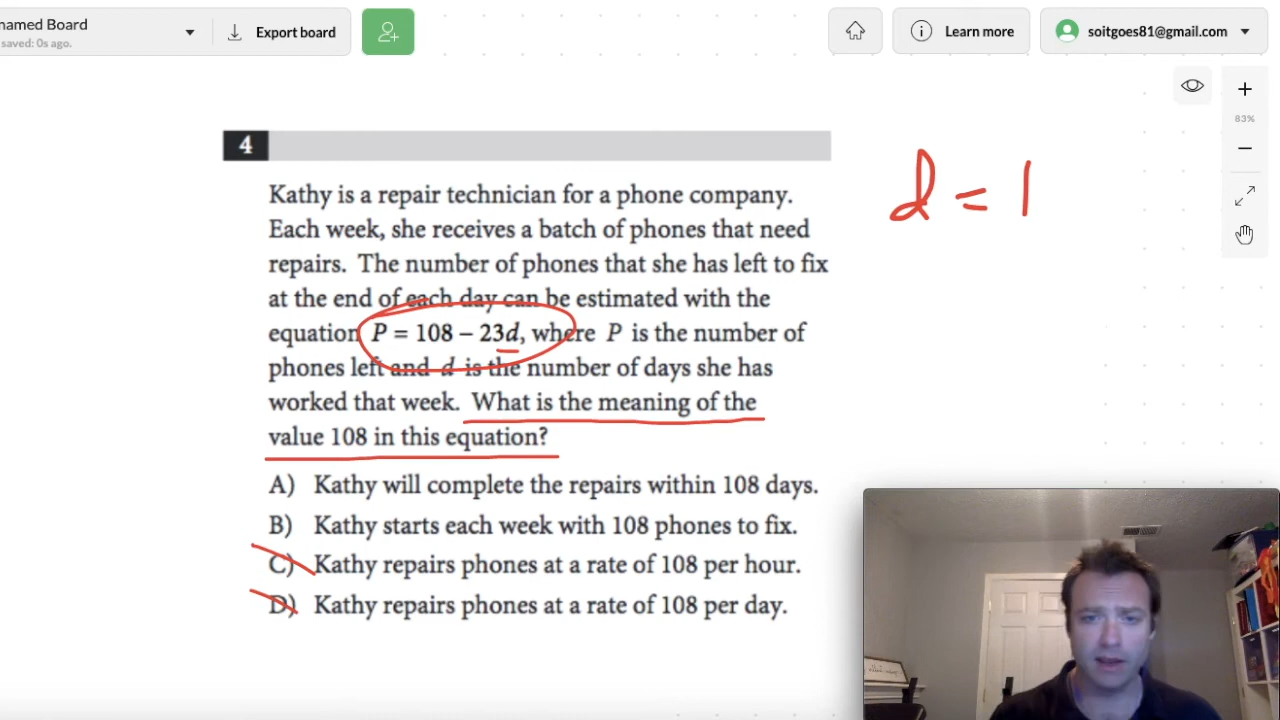 named Board
saved: 0s ago.
Export board
Learn more
soitgoes81@gmail.com
83%
4
d = 1
Kathy is a repair technician for a phone company.
Each week, she receives a batch of phones that need
repairs. The number of phones that she has left to fix
at the end of each day can be estimated with the
equation P = 108 – 23d, where P is the number of
phones left and d is the number of days she has
worked that week. What is the meaning of the
value 108 in this equation?
A) Kathy will complete the repairs within 108 days.
B) Kathy starts each week with 108 phones to fix.
C) Kathy repairs phones at a rate of 108 per hour.
D) Kathy repairs phones at a rate of 108 per day.